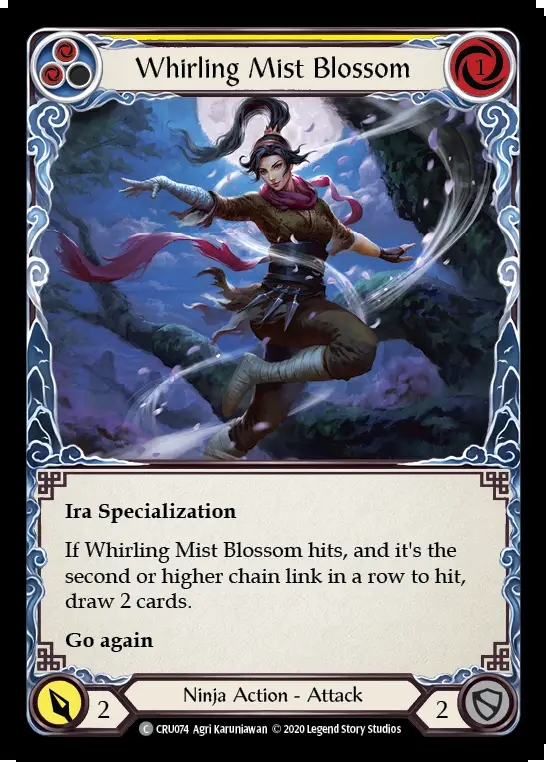 Whirling Mist Blossom
1
Ira Specialization
If Whirling Mist Blossom hits, and it's the
second or higher chain link in a row to hit,
draw 2 cards.
Go again
2
Ninja Action - Attack
2
C CRU074 Agri Karuniawan © 2020 Legend Story Studios